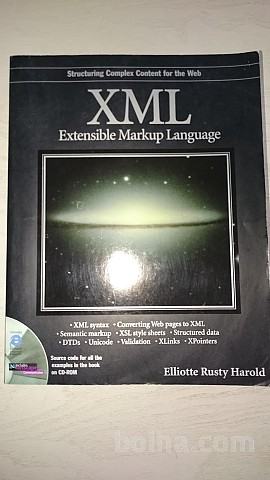 Structuring Complex Content for the Web
XML
Extensible Markup Language
• XML syntax • Converting Web pages to XML
• Semantic markup • XSL style sheets • Structured data
• DTDs • Unicode • Validation • XLinks • XPointers
Source code for all the
examples in the book
on CD-ROM
Elliotte Rusty Harold
bolha.com